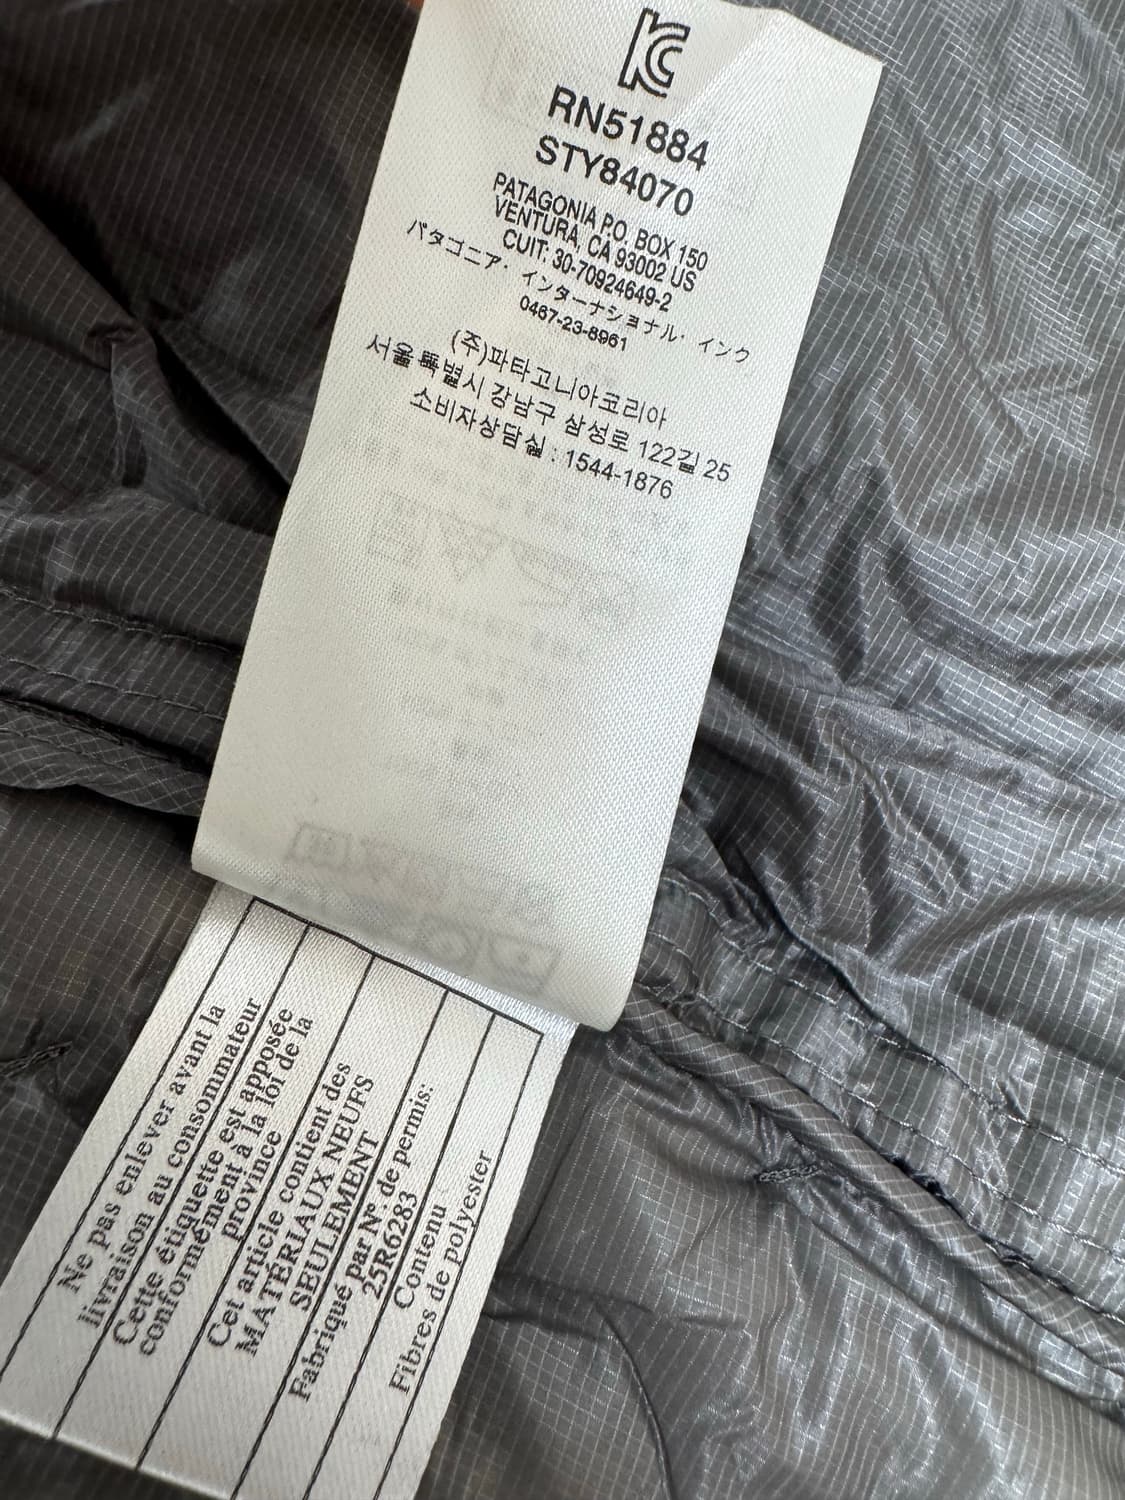 KC
RN51884
STY84070
PATAGONIA P.O. BOX 150
VENTURA, CA 93002 US
CUIT: 30-70924649-2
パタゴニア・インターナショナル・インク
0467-23-8961
(주)파타고니아코리아
서울특별시 강남구 삼성로 122길 25
소비자상담실 : 1544-1876
Ne pas enlever avant la
livraison au consommateur
Cette étiquette est apposée
conformément à la loi de la
province
Cet article contient des
MATÉRIAUX NEUFS
SEULEMENT
Fabriqué par Nº. de permis:
25R6283
Contenu
Fibres de polyester